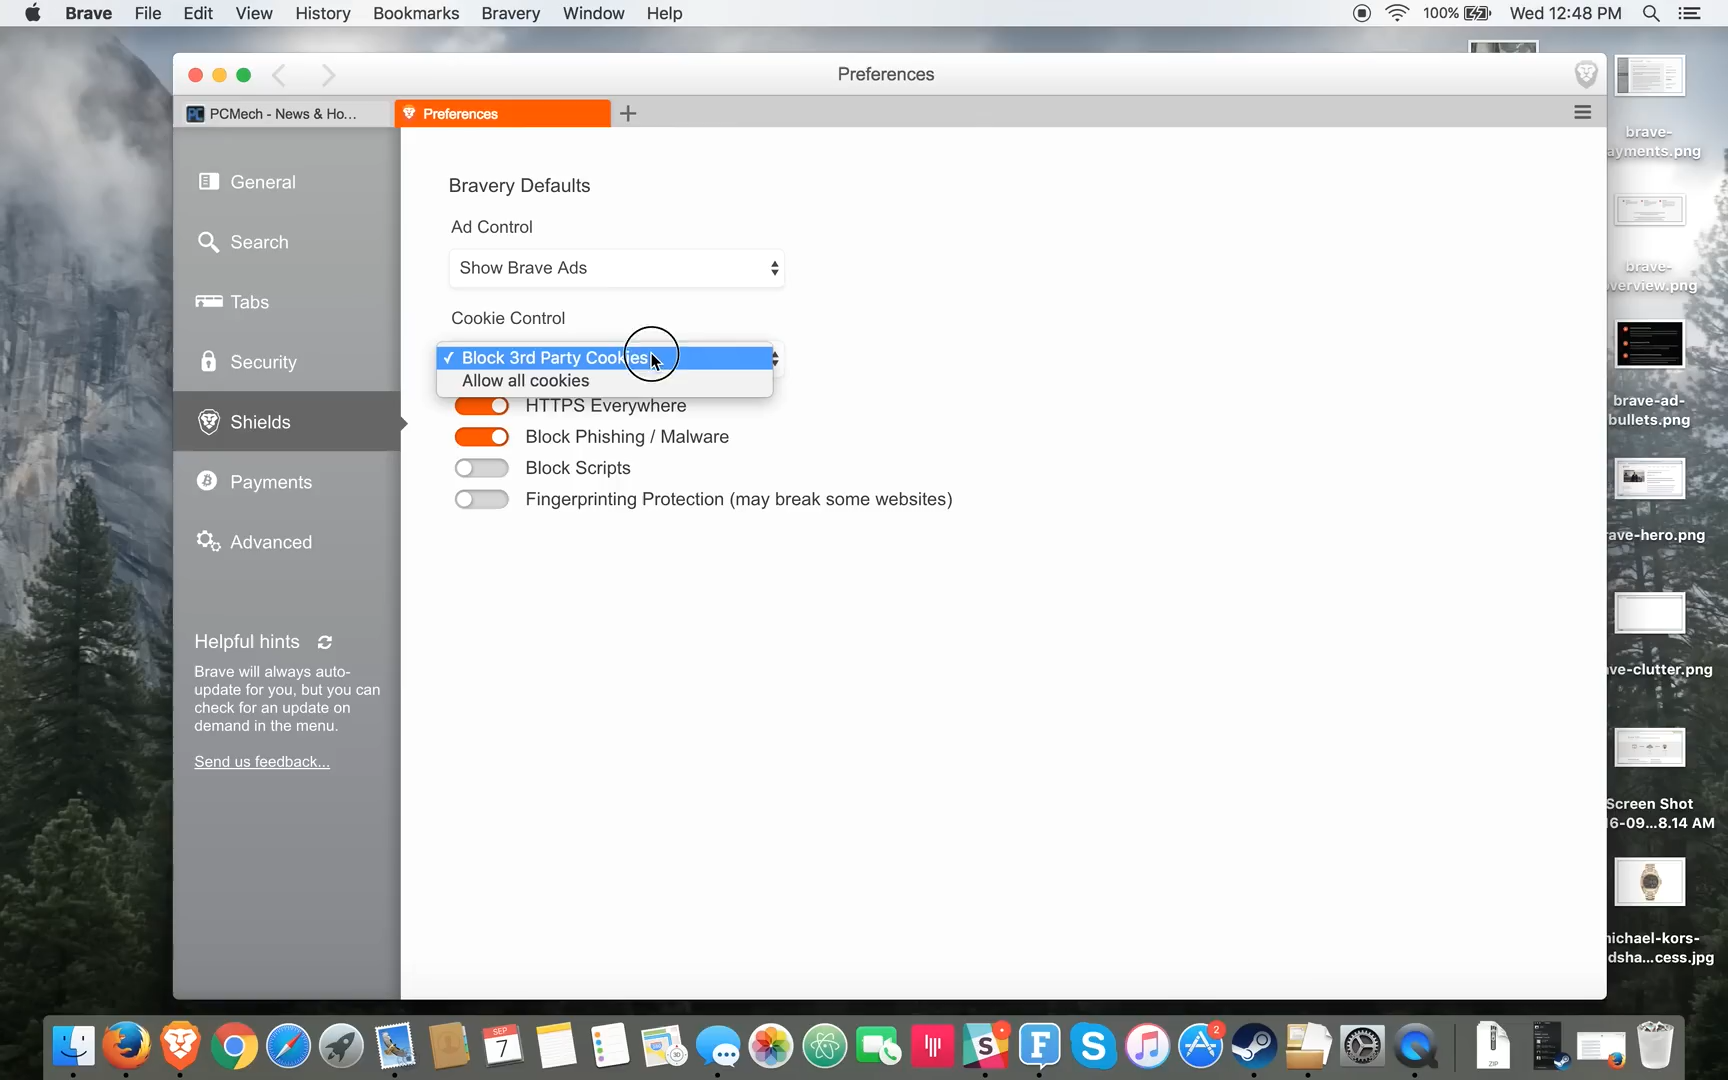 Brave File Edit View History Bookmarks Bravery Window Help
100% Wed 12:48 PM
Preferences
PCMech - News & Ho...
Preferences
General
Search
Tabs
Security
Shields
Payments
Advanced
Helpful hints
Brave will always auto-
update for you, but you can
check for an update on
demand in the menu.
Send us feedback...
Bravery Defaults
Ad Control
Show Brave Ads
Cookie Control
✓ Block 3rd Party Cookies
Allow all cookies
HTTPS Everywhere
Block Phishing / Malware
Block Scripts
Fingerprinting Protection (may break some websites)
brave-
ayments.png
brave-
verview.png
brave-ad-
bullets.png
ave-hero.png
ve-clutter.png
Screen Shot
6-09...8.14 AM
ichael-kors-
dsha...cess.jpg
SEP
7
30
2
ZIP